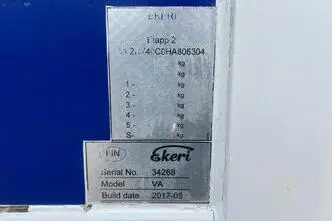 EKERI
Etapp 2
kg
kg
1 - kg
2 - kg
3 - kg
4 - kg
5 - kg
S- kg
FIN Ekeri
Serial No. 34268
Model VA
Build date 2017-05